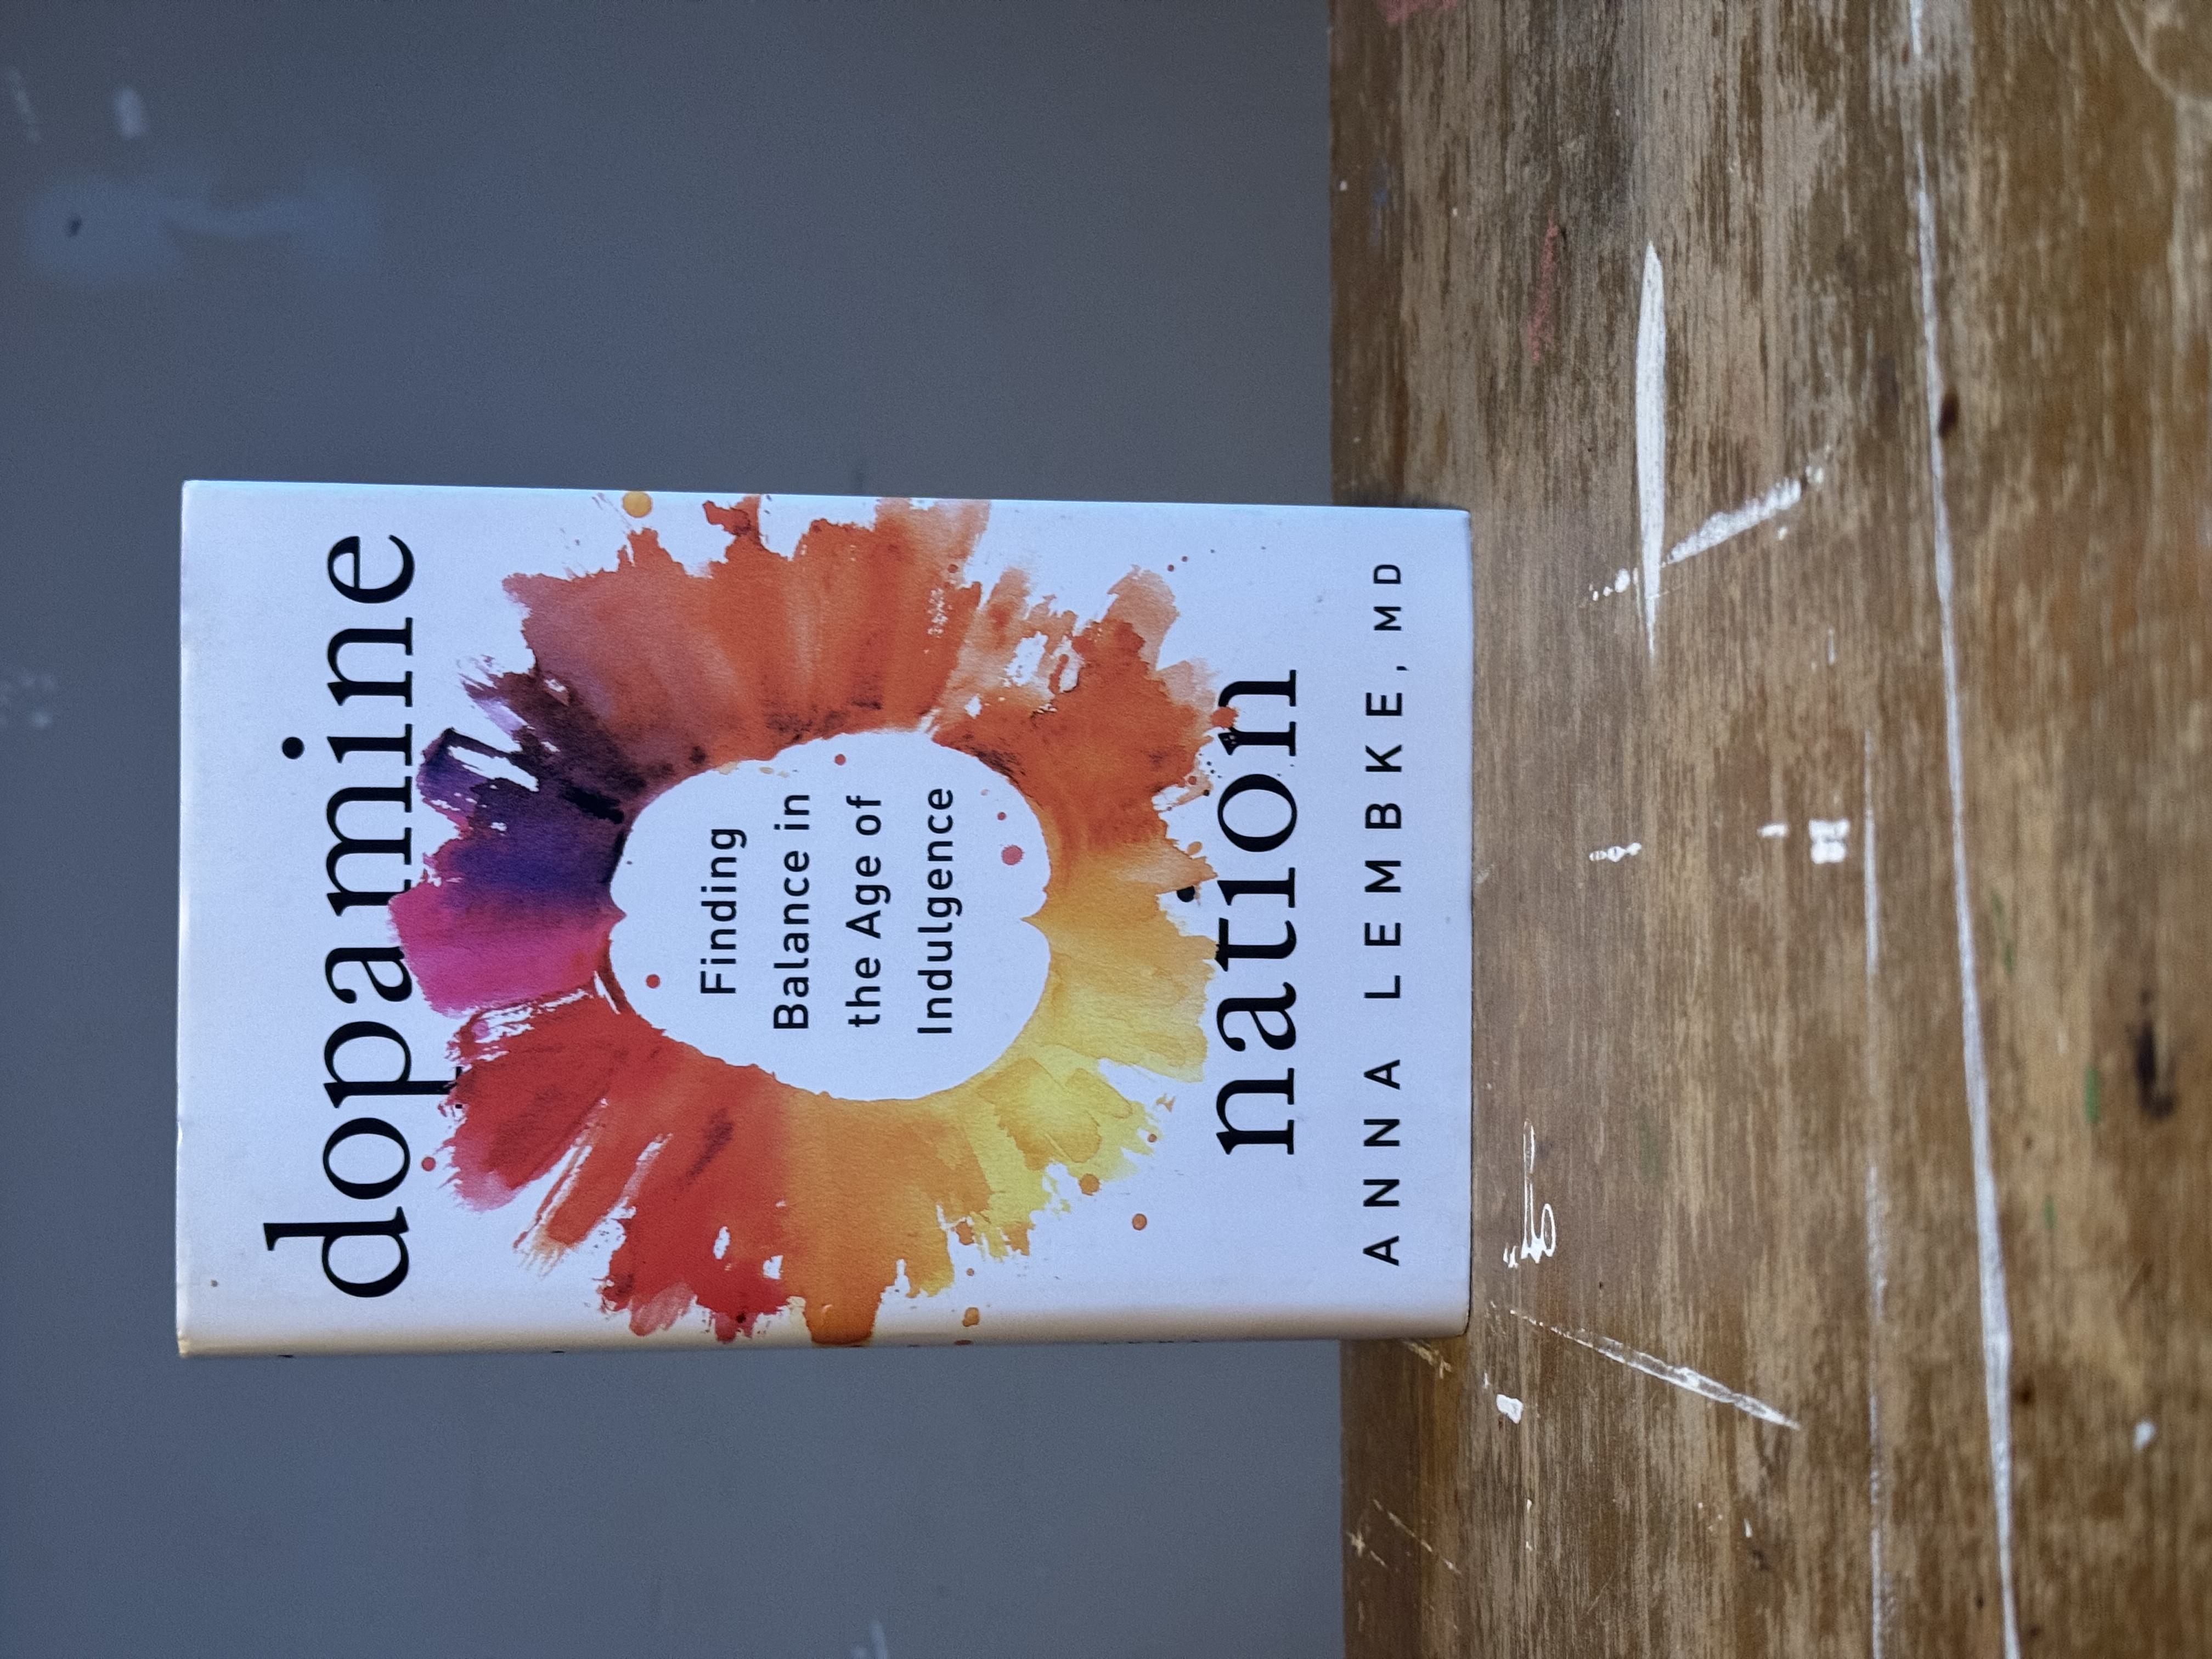 dopamine
Finding
Balance in
the Age of
Indulgence
nation
ANNA LEMBKE, MD